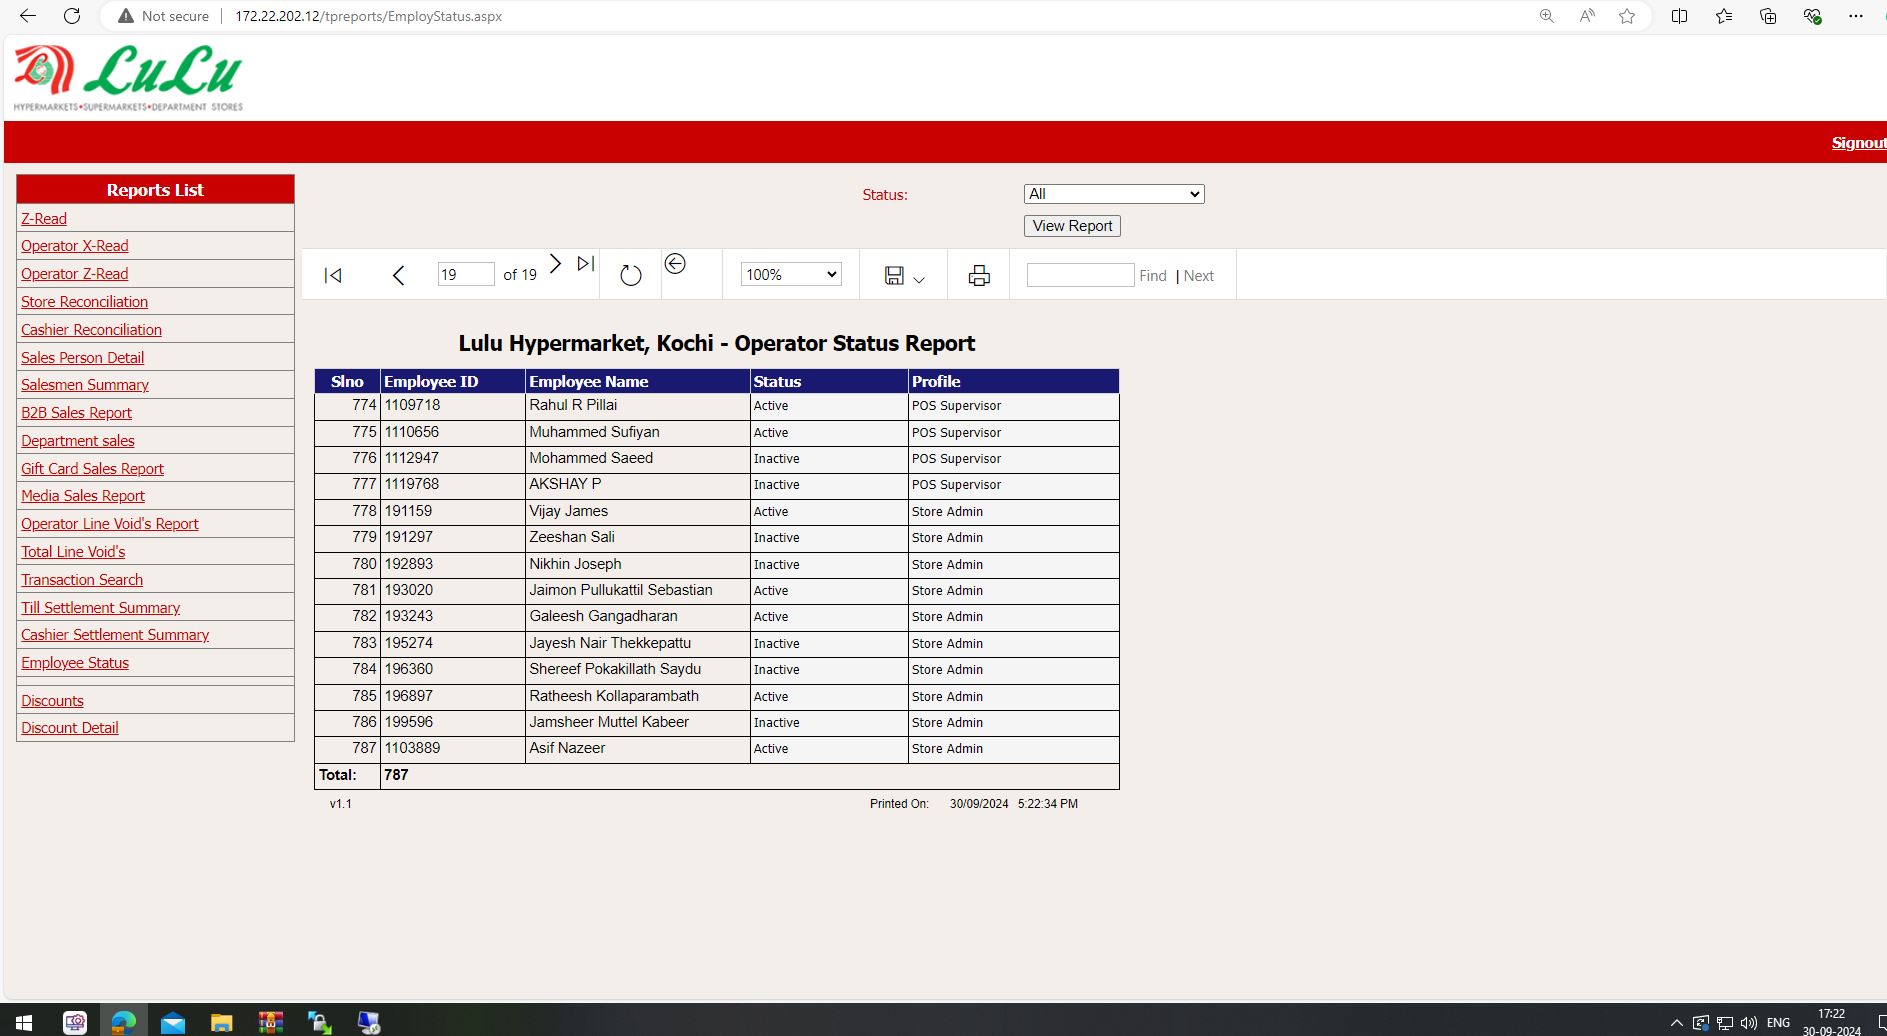 Not secure 172.22.202.12/tpreports/EmployStatus.aspx
LuLu
HYPERMARKETS•SUPERMARKETS•DEPARTMENT STORES
Signout
Reports List
Z-Read
Operator X-Read
Operator Z-Read
Store Reconciliation
Cashier Reconciliation
Sales Person Detail
Salesmen Summary
B2B Sales Report
Department sales
Gift Card Sales Report
Media Sales Report
Operator Line Void's Report
Total Line Void's
Transaction Search
Till Settlement Summary
Cashier Settlement Summary
Employee Status
Discounts
Discount Detail
Status: All
View Report
19 of 19 100% Find | Next
Lulu Hypermarket, Kochi - Operator Status Report
Slno Employee ID Employee Name Status Profile
774 1109718 Rahul R Pillai Active POS Supervisor
775 1110656 Muhammed Sufiyan Active POS Supervisor
776 1112947 Mohammed Saeed Inactive POS Supervisor
777 1119768 AKSHAY P Inactive POS Supervisor
778 191159 Vijay James Active Store Admin
779 191297 Zeeshan Sali Inactive Store Admin
780 192893 Nikhin Joseph Inactive Store Admin
781 193020 Jaimon Pullukattil Sebastian Active Store Admin
782 193243 Galeesh Gangadharan Active Store Admin
783 195274 Jayesh Nair Thekkepattu Inactive Store Admin
784 196360 Shereef Pokakillath Saydu Inactive Store Admin
785 196897 Ratheesh Kollaparambath Active Store Admin
786 199596 Jamsheer Muttel Kabeer Inactive Store Admin
787 1103889 Asif Nazeer Active Store Admin
Total: 787
v1.1 Printed On: 30/09/2024 5:22:34 PM
ENG 17:22
30-09-2024